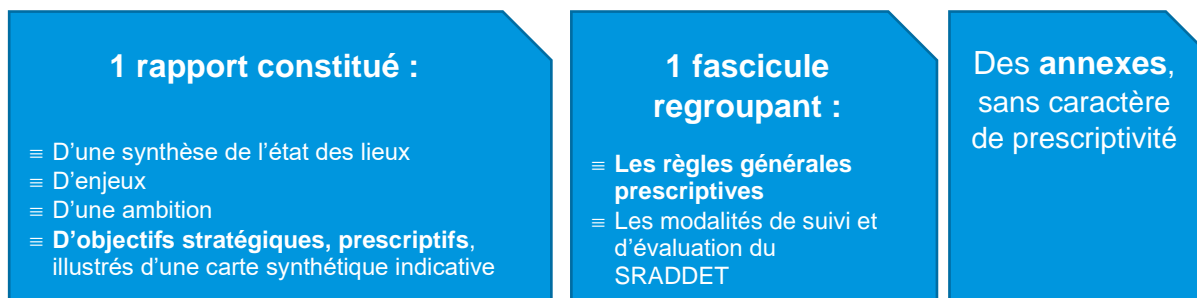 1 rapport constitué :
≡ D'une synthèse de l'état des lieux
≡ D'enjeux
≡ D'une ambition
≡ D'objectifs stratégiques, prescriptifs,
illustrés d'une carte synthétique indicative
1 fascicule
regroupant :
≡ Les règles générales
prescriptives
≡ Les modalités de suivi et
d'évaluation du
SRADDET
Des annexes,
sans caractère
de prescriptivité